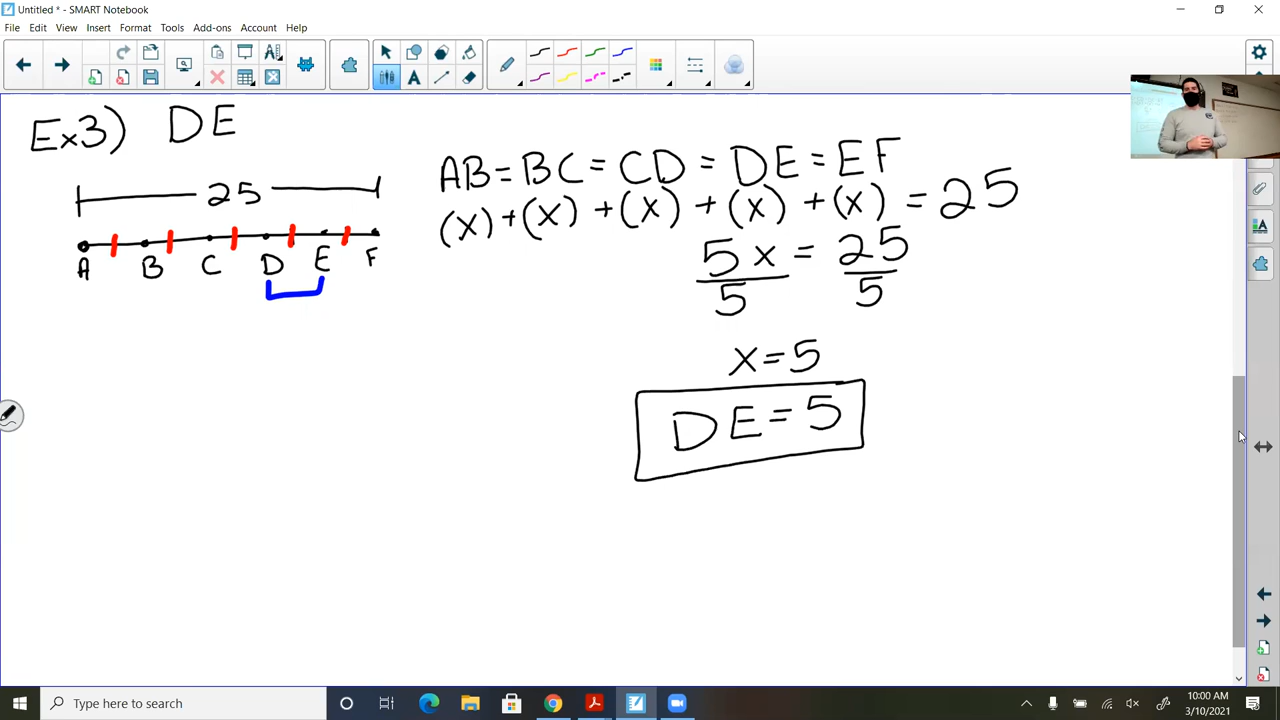 Untitled * - SMART Notebook
File Edit View Insert Format Tools Add-ons Account Help
Ex3) DE
25
A B C D E F
AB = BC = CD = DE = EF
(x) + (x) + (x) + (x) + (x) = 25
5x = 25
5 5
x = 5
DE = 5
Type here to search
10:00 AM
3/10/2021